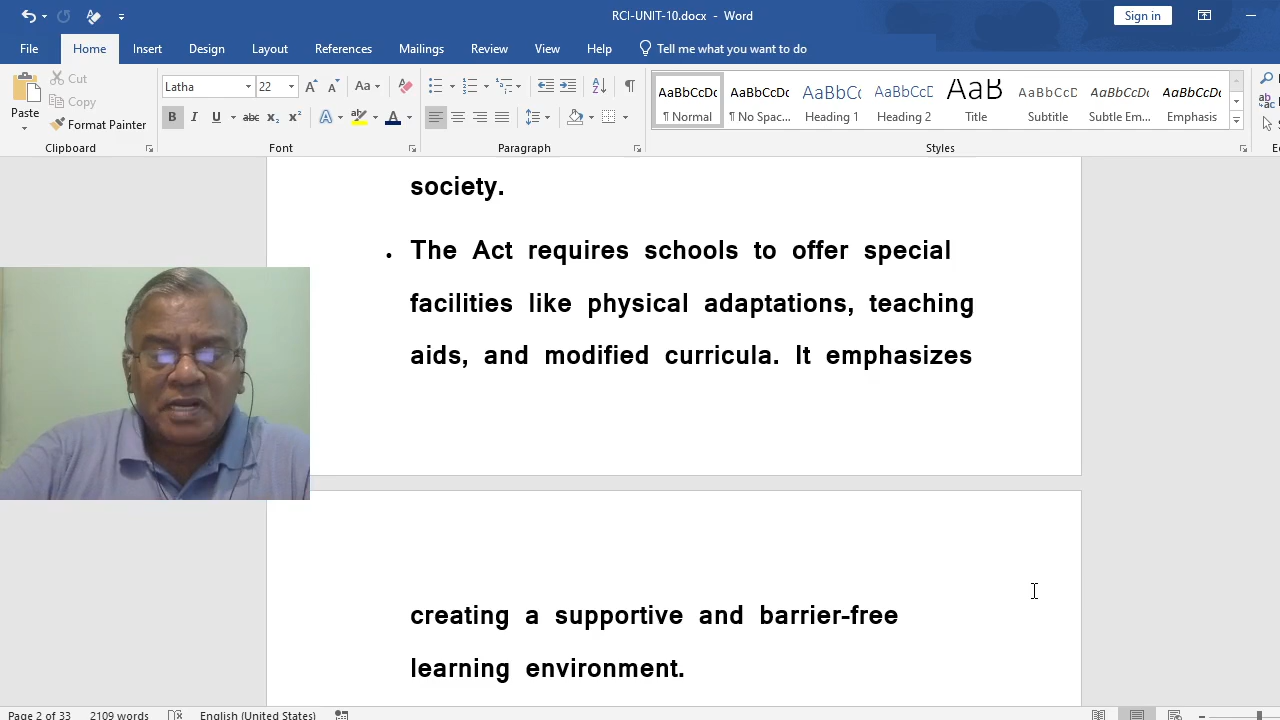 RCI-UNIT-10.docx - Word
Sign in
File Home Insert Design Layout References Mailings Review View Help Tell me what you want to do
Paste
Cut
Copy
Format Painter
Clipboard
Latha 22
Font
Paragraph
AaBbCcDc AaBbCcDc AaBbCc AaBbCcD AaB AaBbCcD AaBbCcDc AaBbCcDc
¶ Normal ¶ No Spac... Heading 1 Heading 2 Title Subtitle Subtle Em... Emphasis
Styles
society.
• The Act requires schools to offer special
facilities like physical adaptations, teaching
aids, and modified curricula. It emphasizes
creating a supportive and barrier-free
learning environment.
Page 2 of 33 2109 words English (United States)